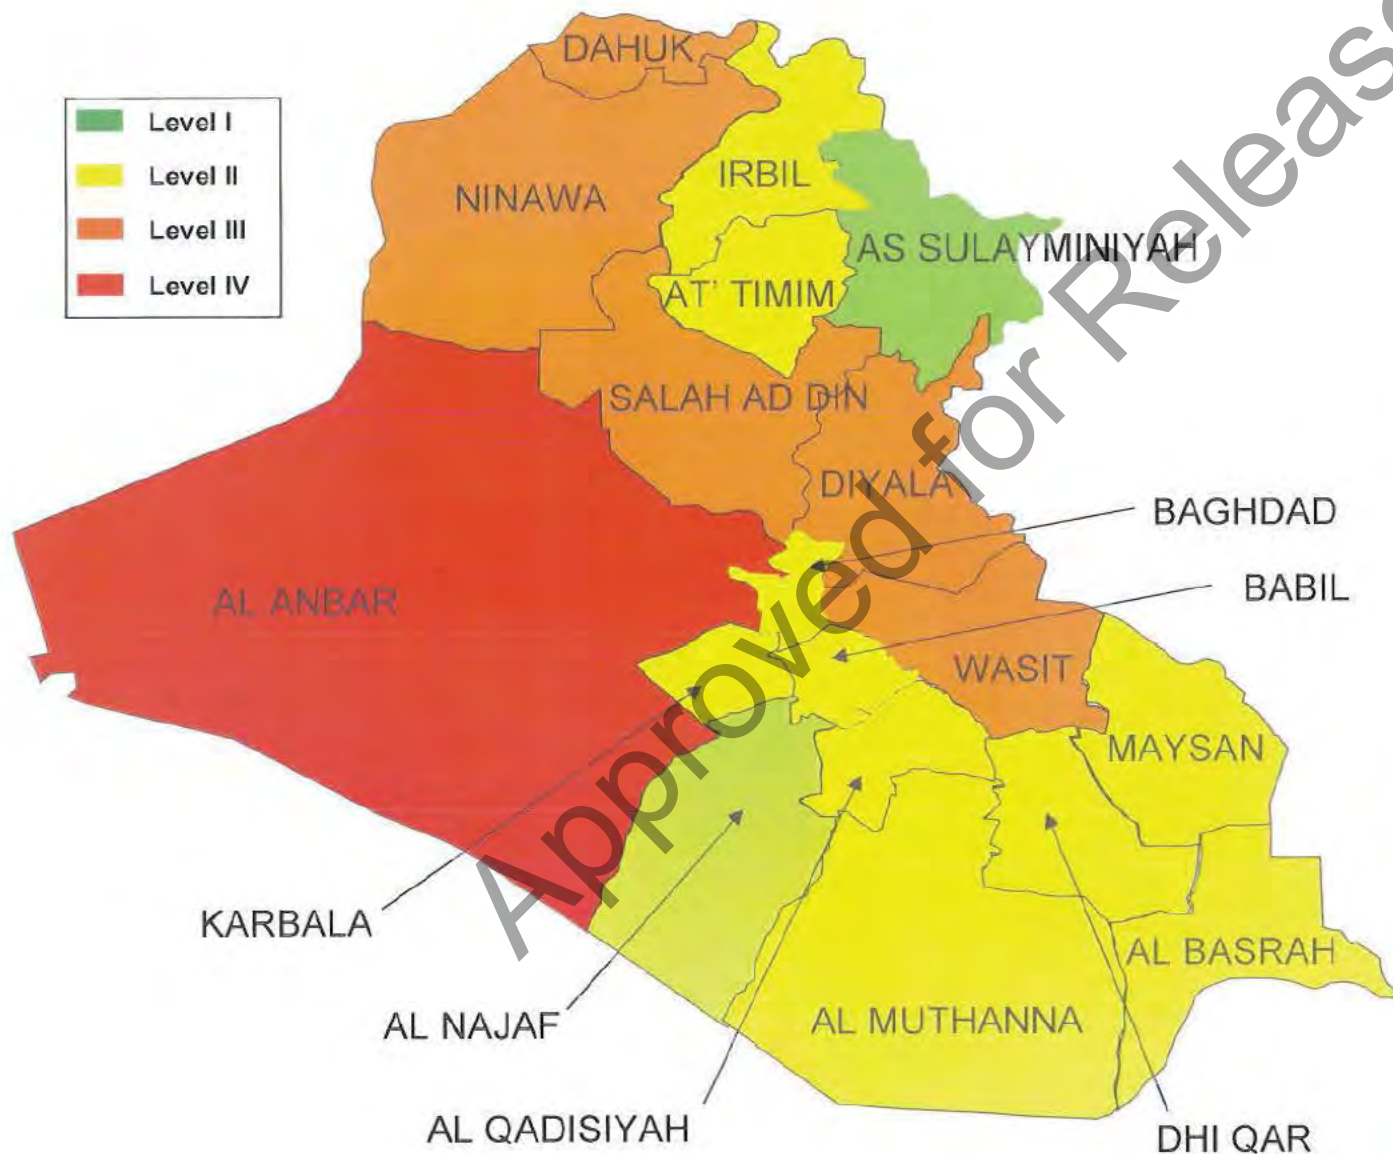 DAHUK
Level I
Level II
Level III
Level IV
NINAWA
IRBIL
AS SULAYMINIYAH
AT' TIMIM
SALAH AD DIN
DIYALA
BAGHDAD
BABIL
AL ANBAR
WASIT
MAYSAN
KARBALA
AL NAJAF
AL BASRAH
AL MUTHANNA
AL QADISIYAH
DHI QAR
Approved for Release